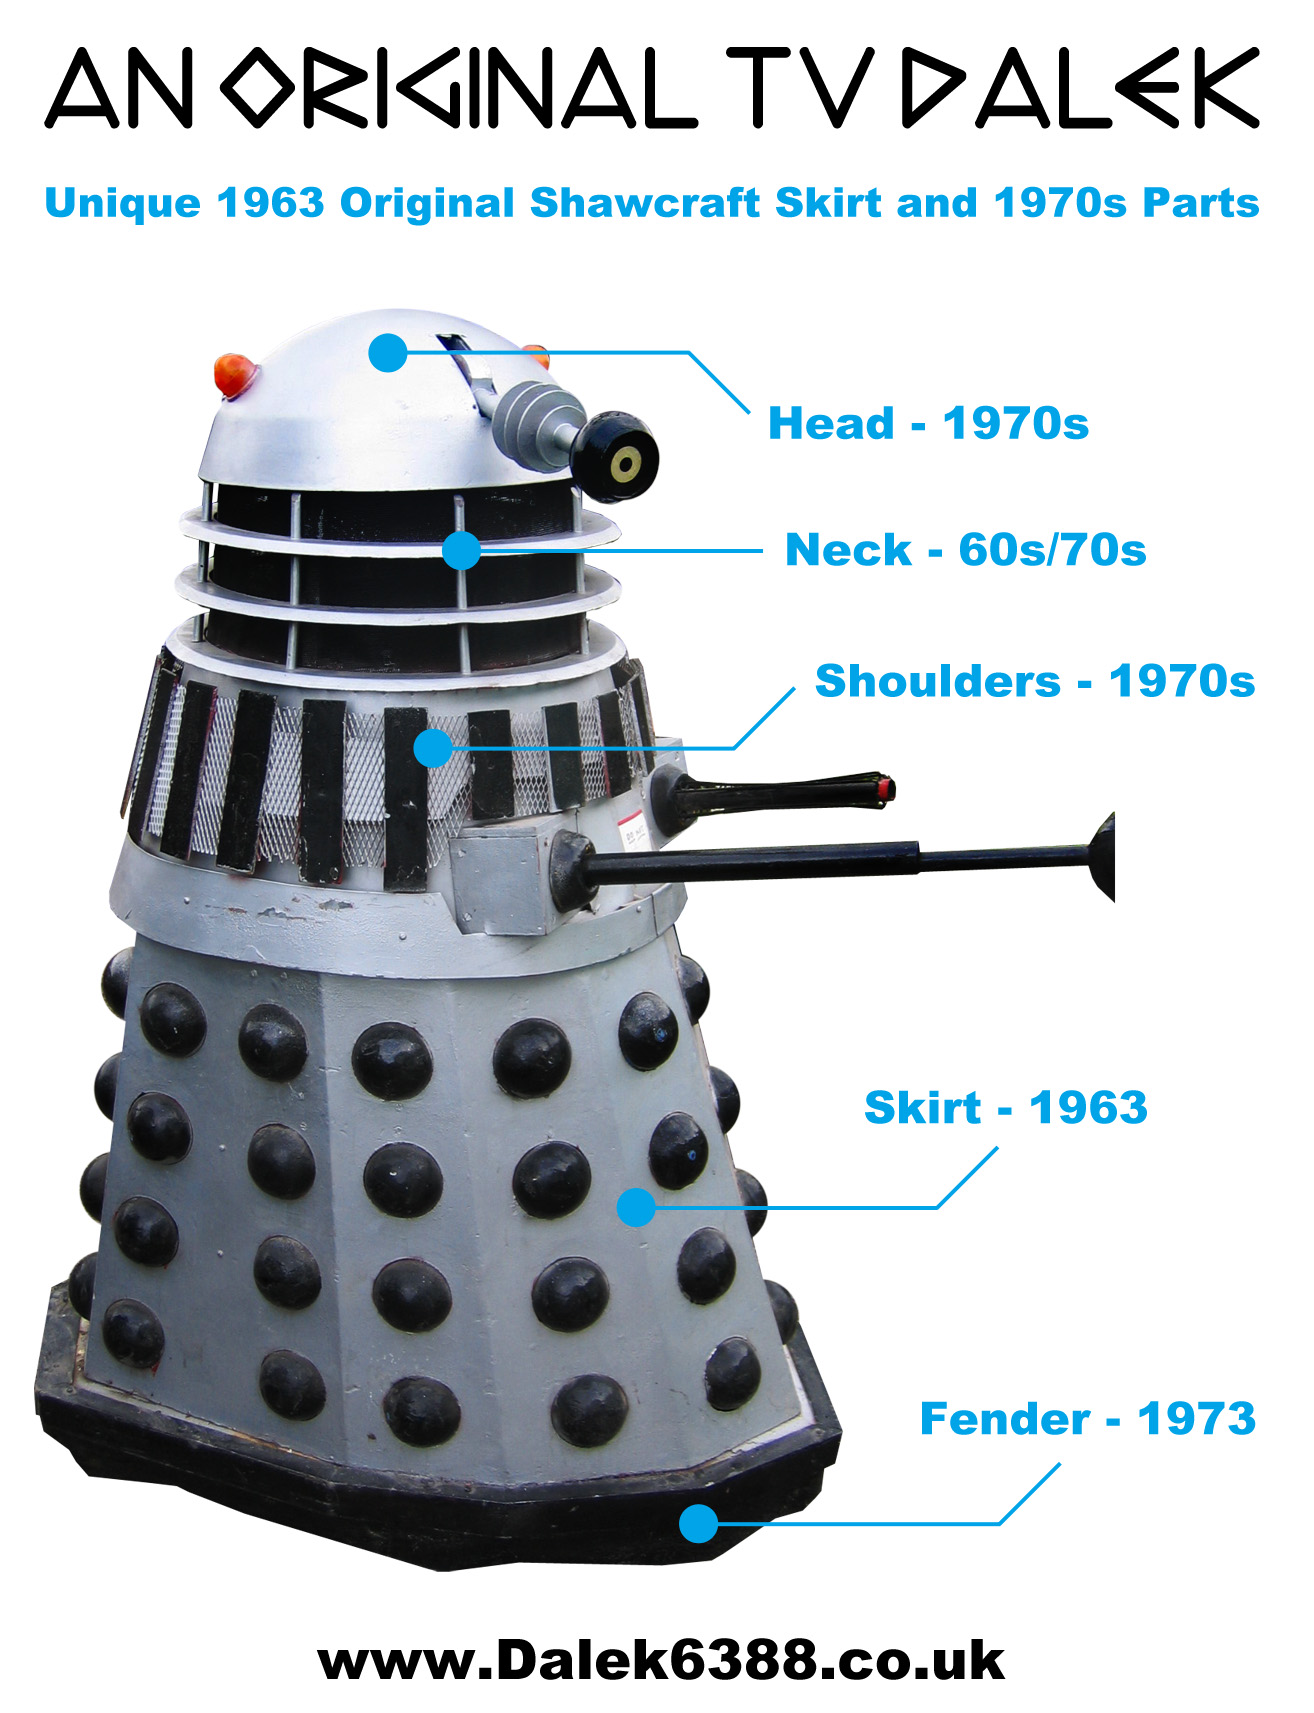 AN ORIGINAL TV DALEK
Unique 1963 Original Shawcraft Skirt and 1970s Parts
Head - 1970s
Neck - 60s/70s
Shoulders - 1970s
Skirt - 1963
Fender - 1973
www.Dalek6388.co.uk